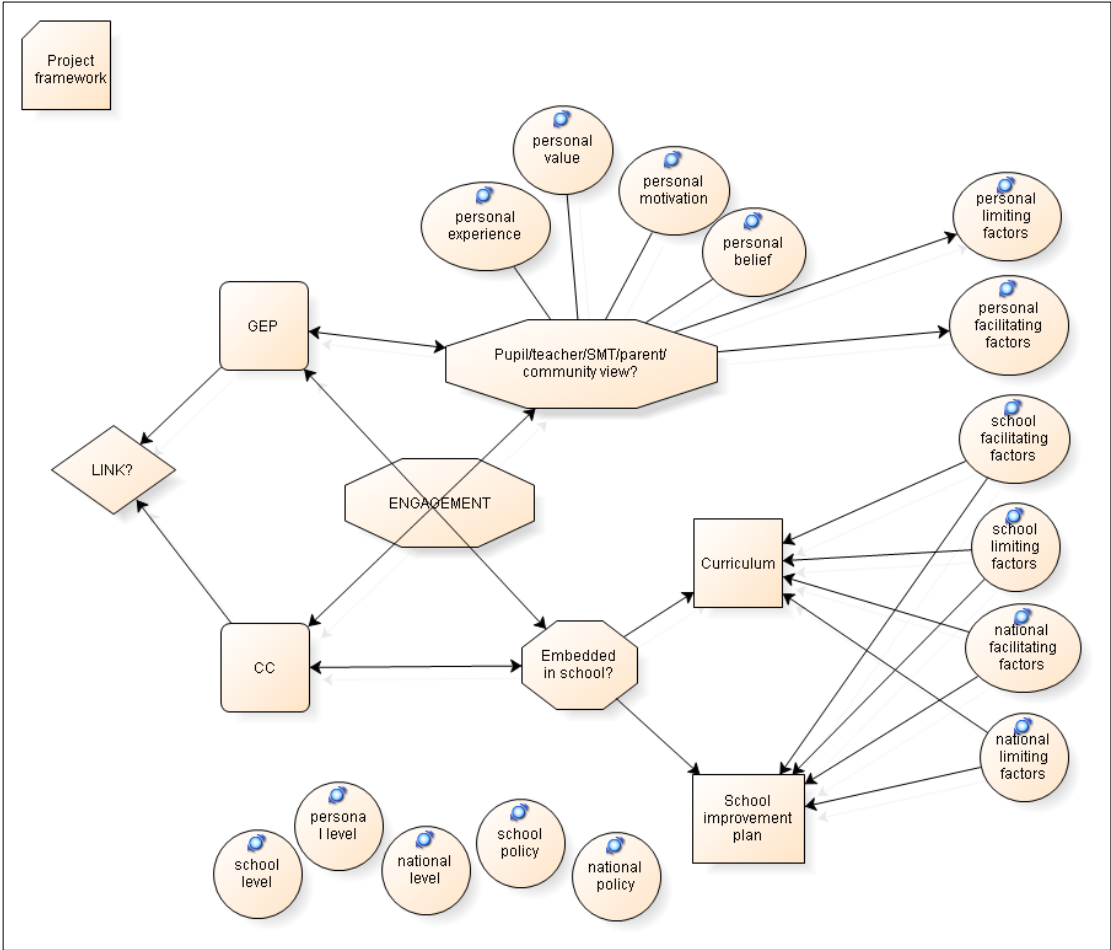 Project
framework
personal
value
personal
motivation
personal
experience
personal
belief
personal
limiting
factors
personal
facilitating
factors
GEP
Pupil/teacher/SMT/parent/
community view?
LINK?
ENGAGEMENT
school
facilitating
factors
school
limiting
factors
Curriculum
national
facilitating
factors
CC
Embedded
in school?
national
limiting
factors
School
improvement
plan
persona
l level
school
level
national
level
school
policy
national
policy